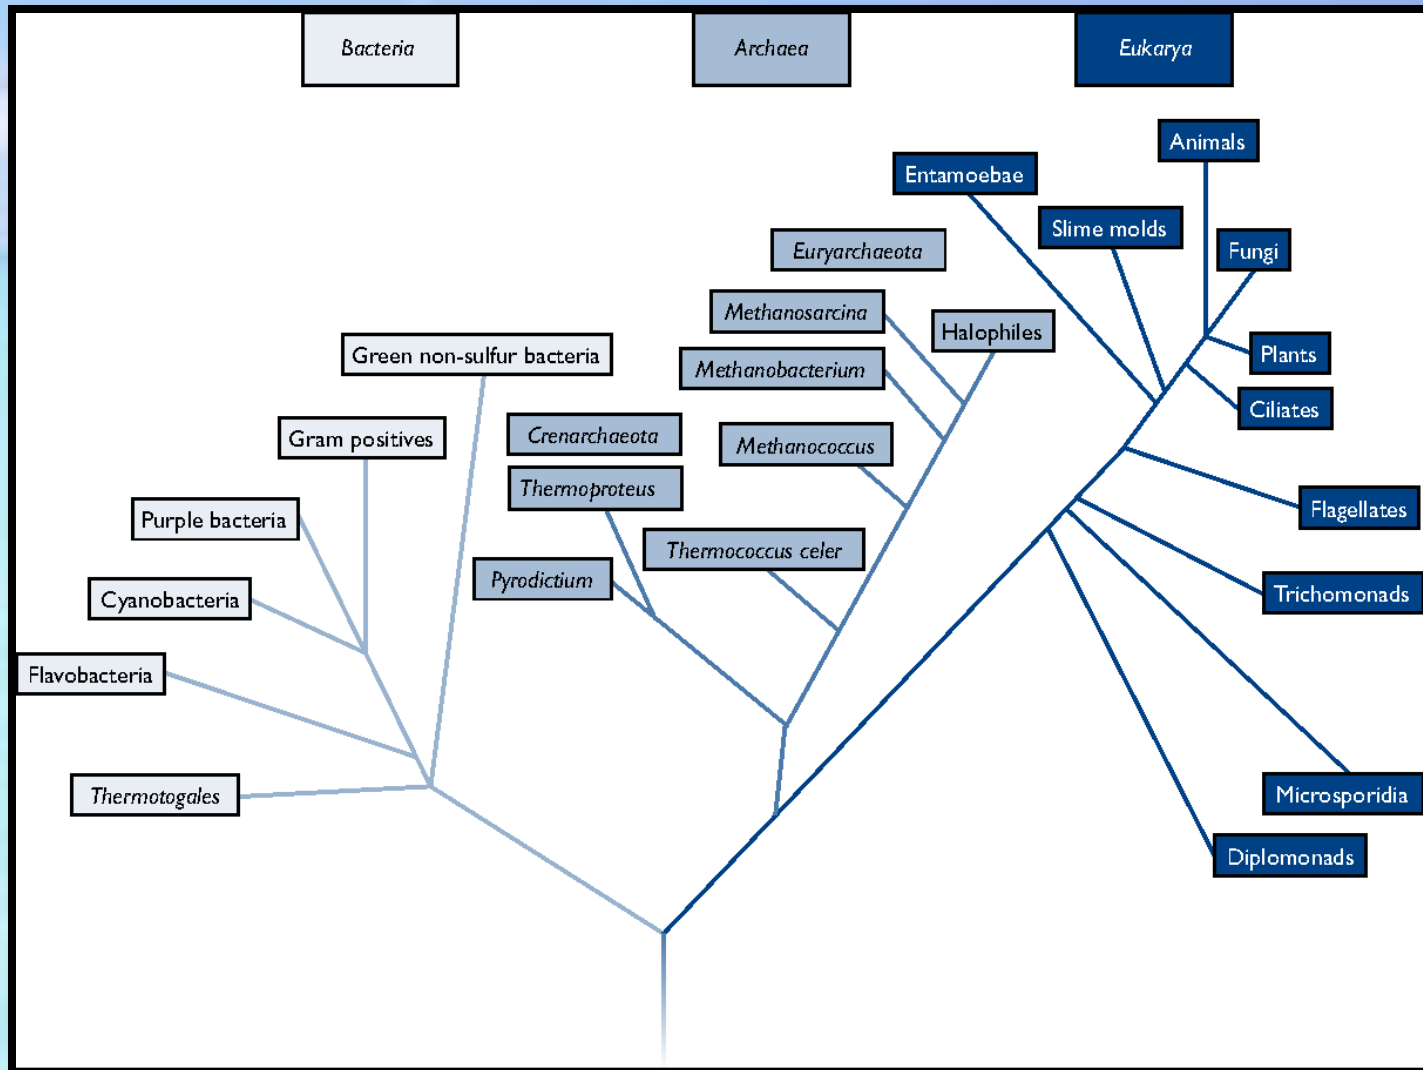 Bacteria
Archaea
Eukarya
Animals
Entamoebae
Slime molds
Fungi
Euryarchaeota
Methanosarcina
Halophiles
Green non-sulfur bacteria
Plants
Methanobacterium
Ciliates
Gram positives
Crenarchaeota
Methanococcus
Thermoproteus
Flagellates
Purple bacteria
Thermococcus celer
Pyrodictium
Trichomonads
Cyanobacteria
Flavobacteria
Thermotogales
Microsporidia
Diplomonads